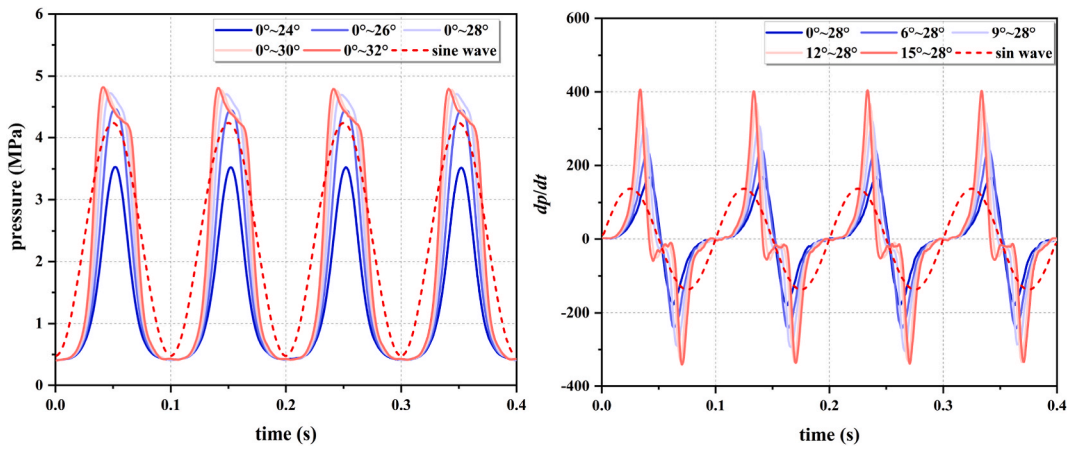 6
5
4
3
2
1
0
pressure (MPa)
0°~24° 0°~26° 0°~28°
0°~30° 0°~32° sine wave
0.0 0.1 0.2 0.3 0.4
time (s)
600
400
200
0
-200
-400
dp/dt
0°~28° 6°~28° 9°~28°
12°~28° 15°~28° sin wave
0.0 0.1 0.2 0.3 0.4
time (s)